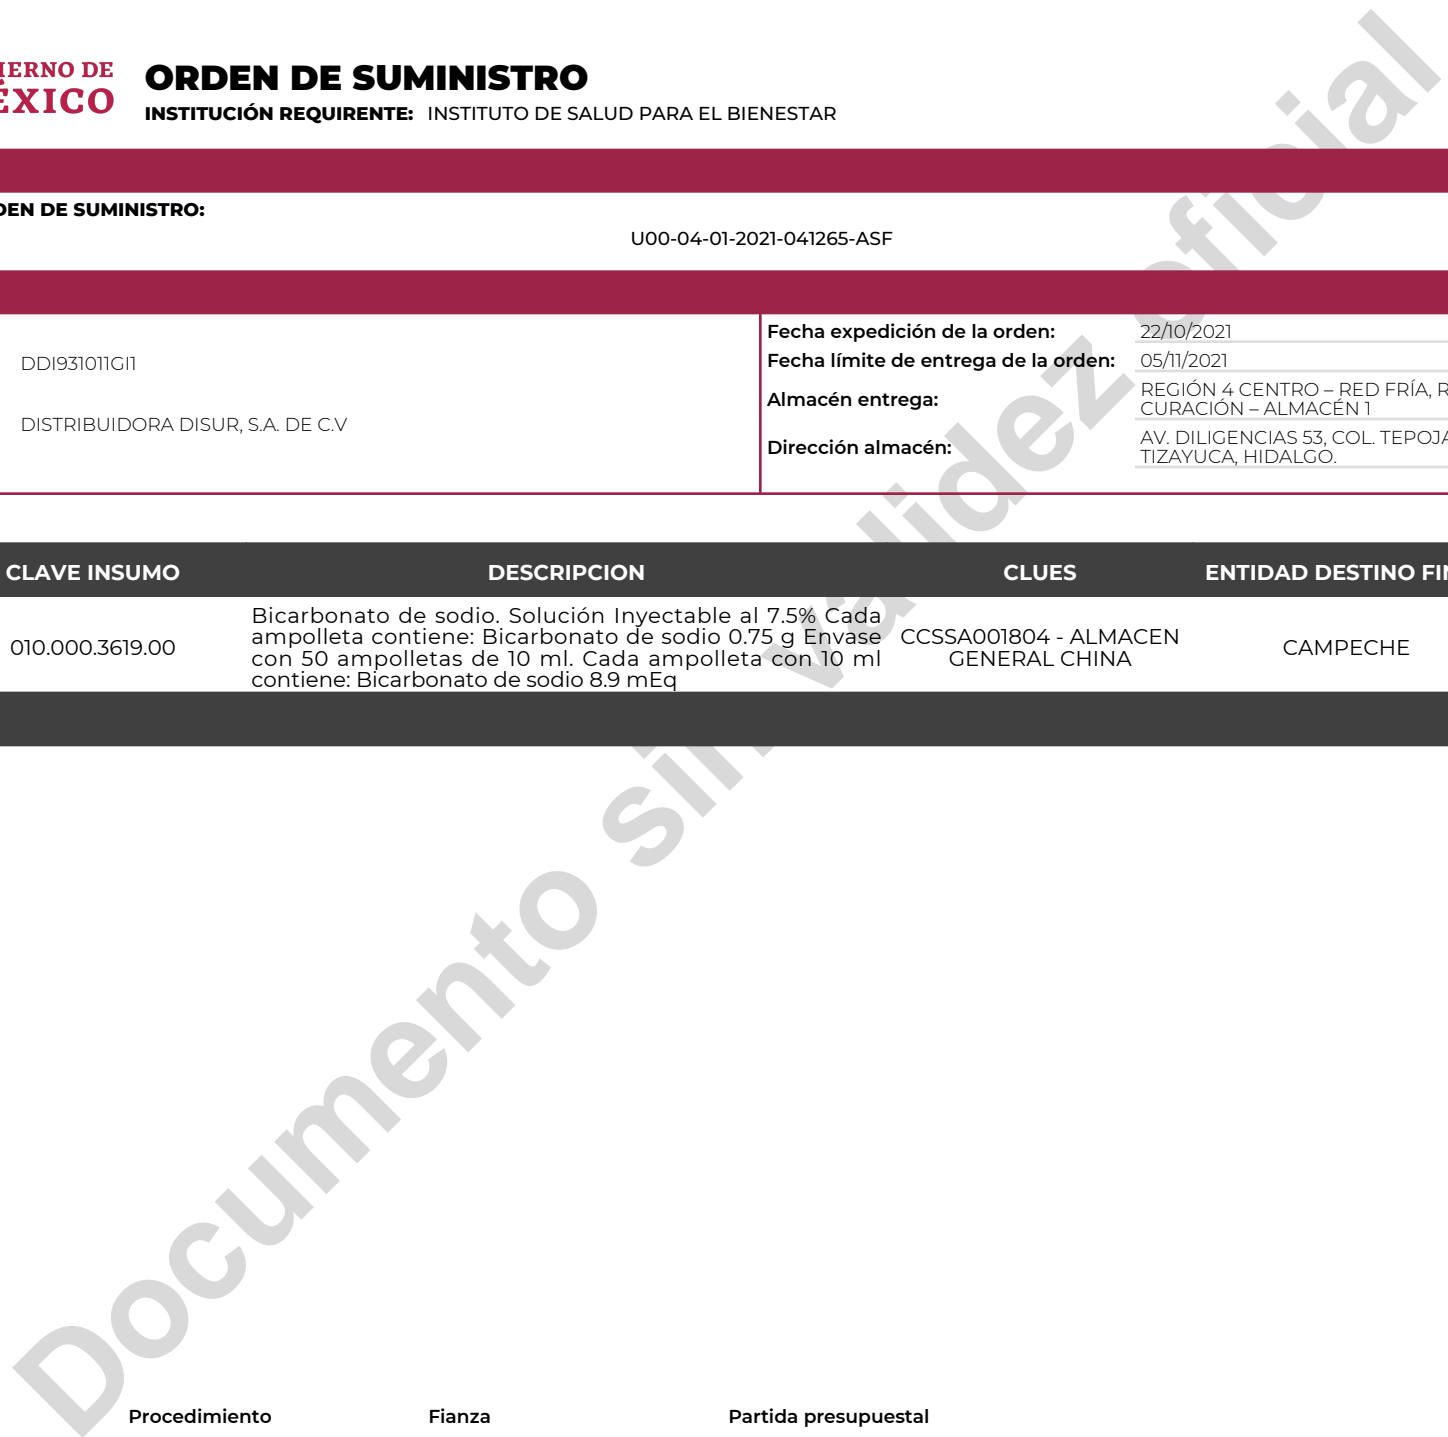 IERNO DE
ÉXICO
ORDEN DE SUMINISTRO
INSTITUCIÓN REQUIRENTE: INSTITUTO DE SALUD PARA EL BIENESTAR
DEN DE SUMINISTRO:
U00-04-01-2021-041265-ASF
DDI931011GI1
DISTRIBUIDORA DISUR, S.A. DE C.V
Fecha expedición de la orden: 22/10/2021
Fecha límite de entrega de la orden: 05/11/2021
Almacén entrega: REGIÓN 4 CENTRO – RED FRÍA, R
CURACIÓN – ALMACÉN 1
Dirección almacén: AV. DILIGENCIAS 53, COL. TEPOJA
TIZAYUCA, HIDALGO.
CLAVE INSUMO DESCRIPCION CLUES ENTIDAD DESTINO FIN
010.000.3619.00
Bicarbonato de sodio. Solución Inyectable al 7.5% Cada
ampolleta contiene: Bicarbonato de sodio 0.75 g Envase
con 50 ampolletas de 10 ml. Cada ampolleta con 10 ml
contiene: Bicarbonato de sodio 8.9 mEq
CCSSA001804 - ALMACEN
GENERAL CHINA
CAMPECHE
Documento sin validez oficial
Procedimiento Fianza Partida presupuestal